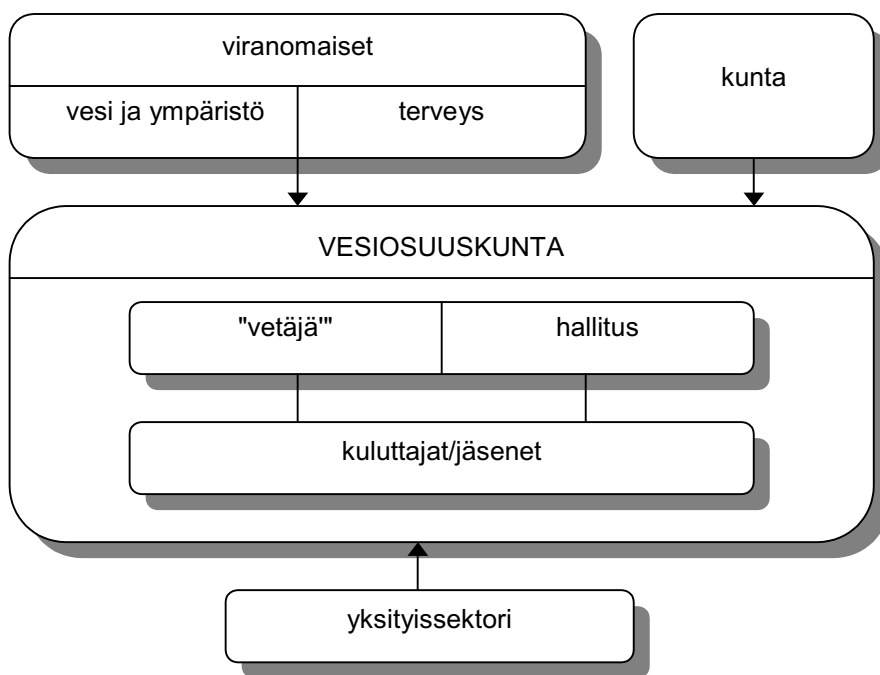 viranomaiset
vesi ja ympäristö
terveys
kunta
VESIOSUUSKUNTA
"vetäjä'"
hallitus
kuluttajat/jäsenet
yksityissektori